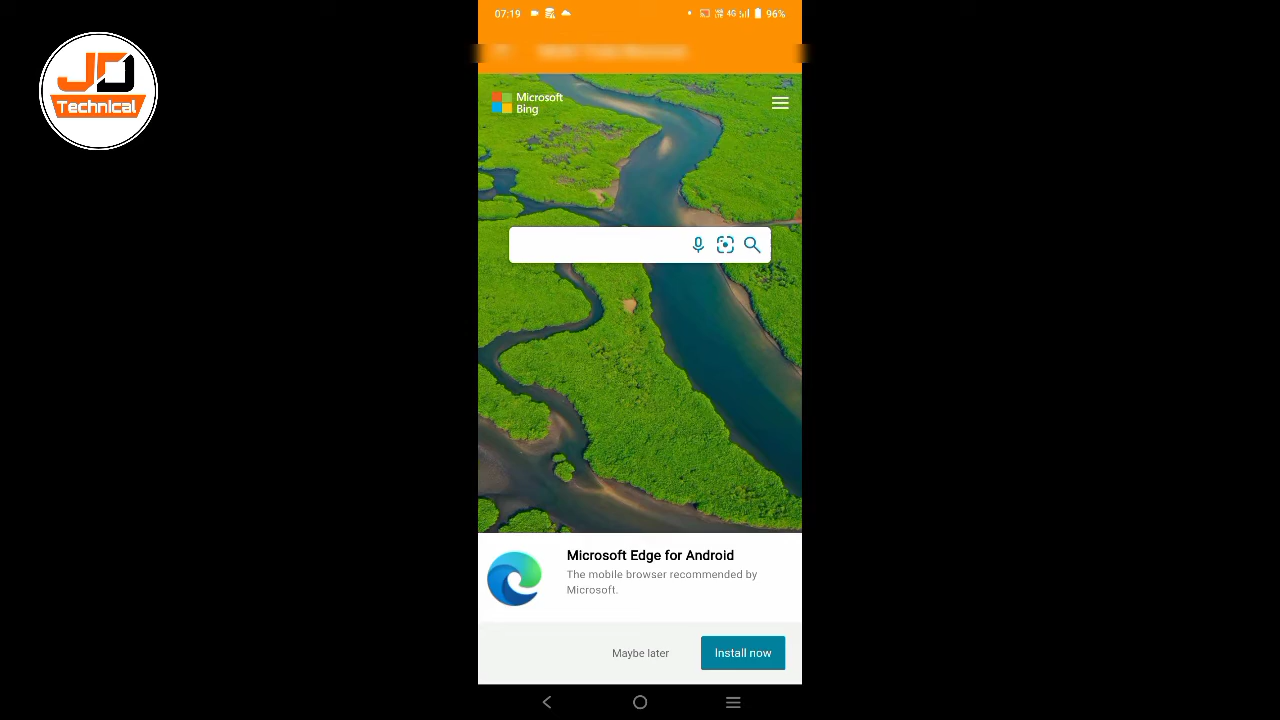 07:19
4G
96%
JD
Technical
Microsoft
Bing
Microsoft Edge for Android
The mobile browser recommended by
Microsoft.
Maybe later
Install now